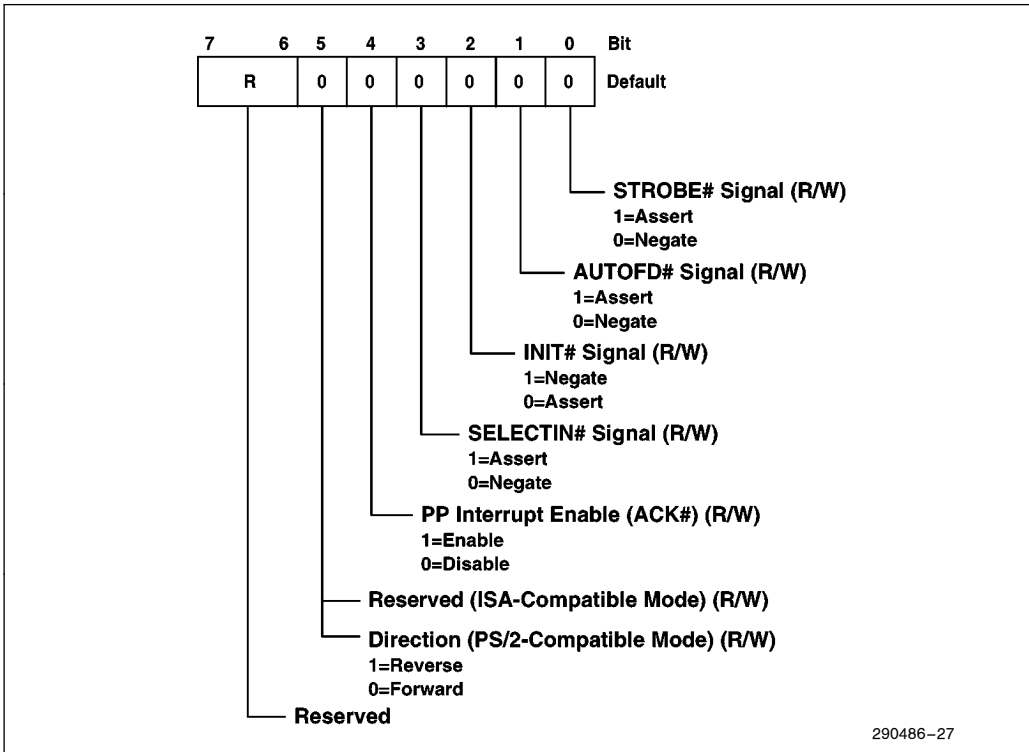 7 6 5 4 3 2 1 0 Bit
R 0 0 0 0 0 0 Default
STROBE# Signal (R/W)
1=Assert
0=Negate
AUTOFD# Signal (R/W)
1=Assert
0=Negate
INIT# Signal (R/W)
1=Negate
0=Assert
SELECTIN# Signal (R/W)
1=Assert
0=Negate
PP Interrupt Enable (ACK#) (R/W)
1=Enable
0=Disable
Reserved (ISA-Compatible Mode) (R/W)
Direction (PS/2-Compatible Mode) (R/W)
1=Reverse
0=Forward
Reserved
290486–27